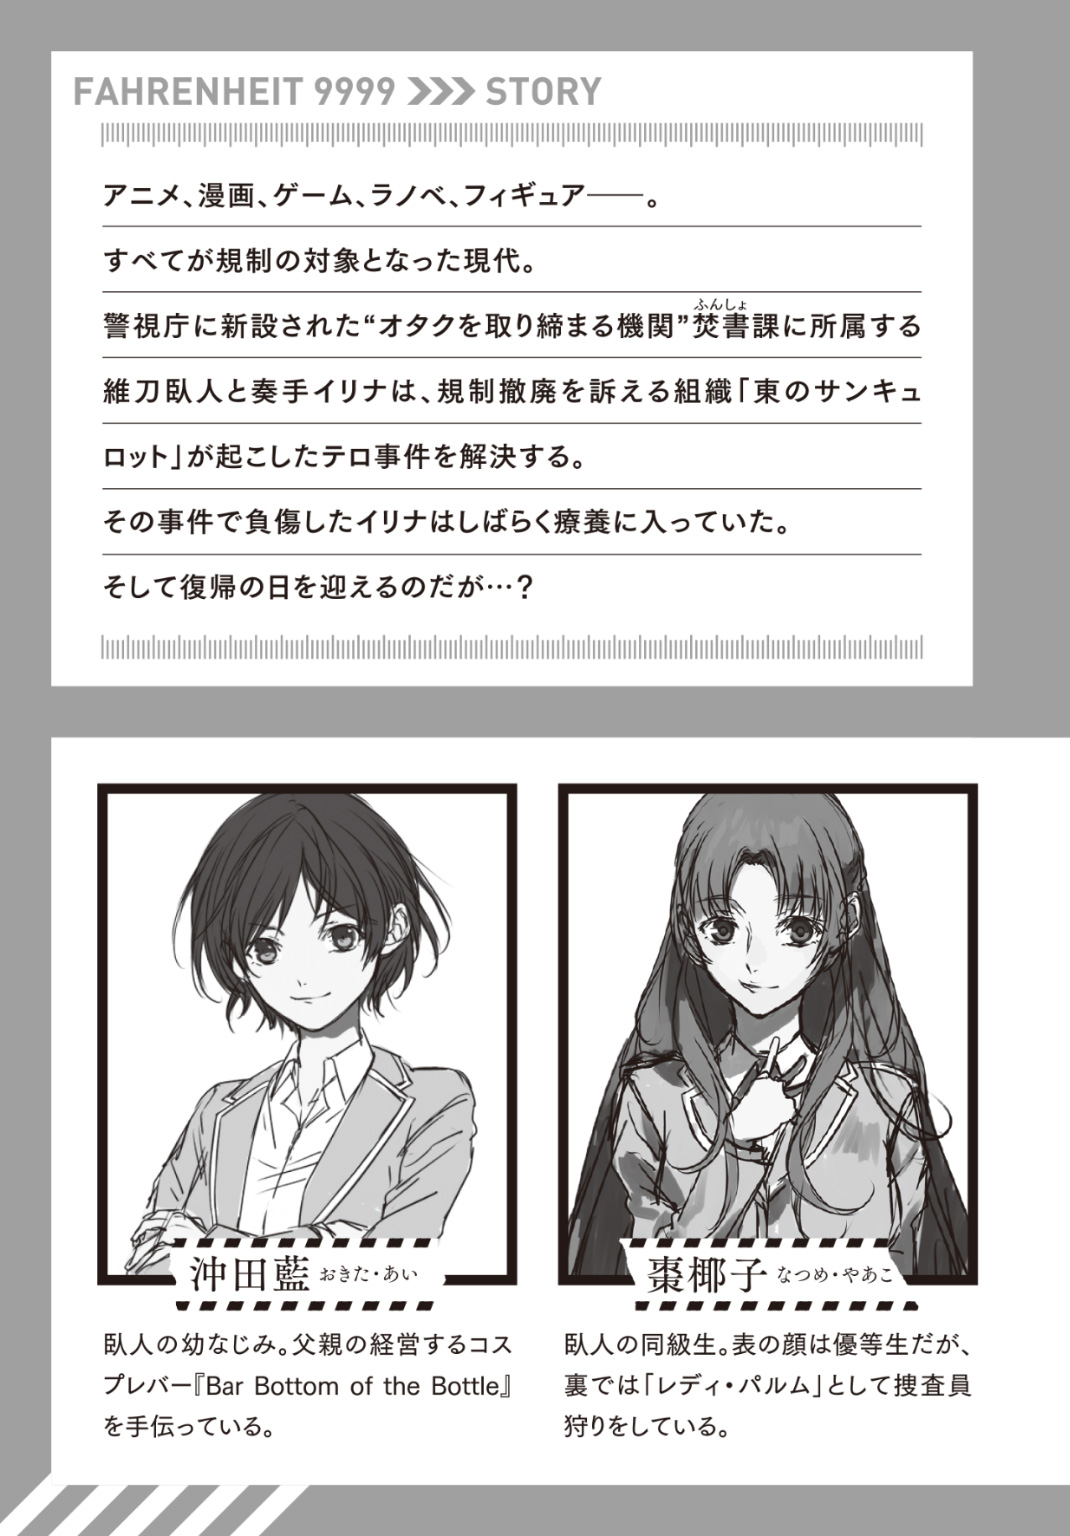 FAHRENHEIT 9999 >>> STORY
アニメ、漫画、ゲーム、ラノベ、フィギュア――。
すべてが規制の対象となった現代。
ふんしょ
警視庁に新設された“オタクを取り締まる機関”焚書課に所属する
維刀臥人と奏手イリナは、規制撤廃を訴える組織「東のサンキュ
ロット」が起こしたテロ事件を解決する。
その事件で負傷したイリナはしばらく療養に入っていた。
そして復帰の日を迎えるのだが…？
沖田藍 おきた・あい
臥人の幼なじみ。父親の経営するコス
プレバー『Bar Bottom of the Bottle』
を手伝っている。
棗椰子 なつめ・やあこ
臥人の同級生。表の顔は優等生だが、
裏では「レディ・パルム」として捜査員
狩りをしている。